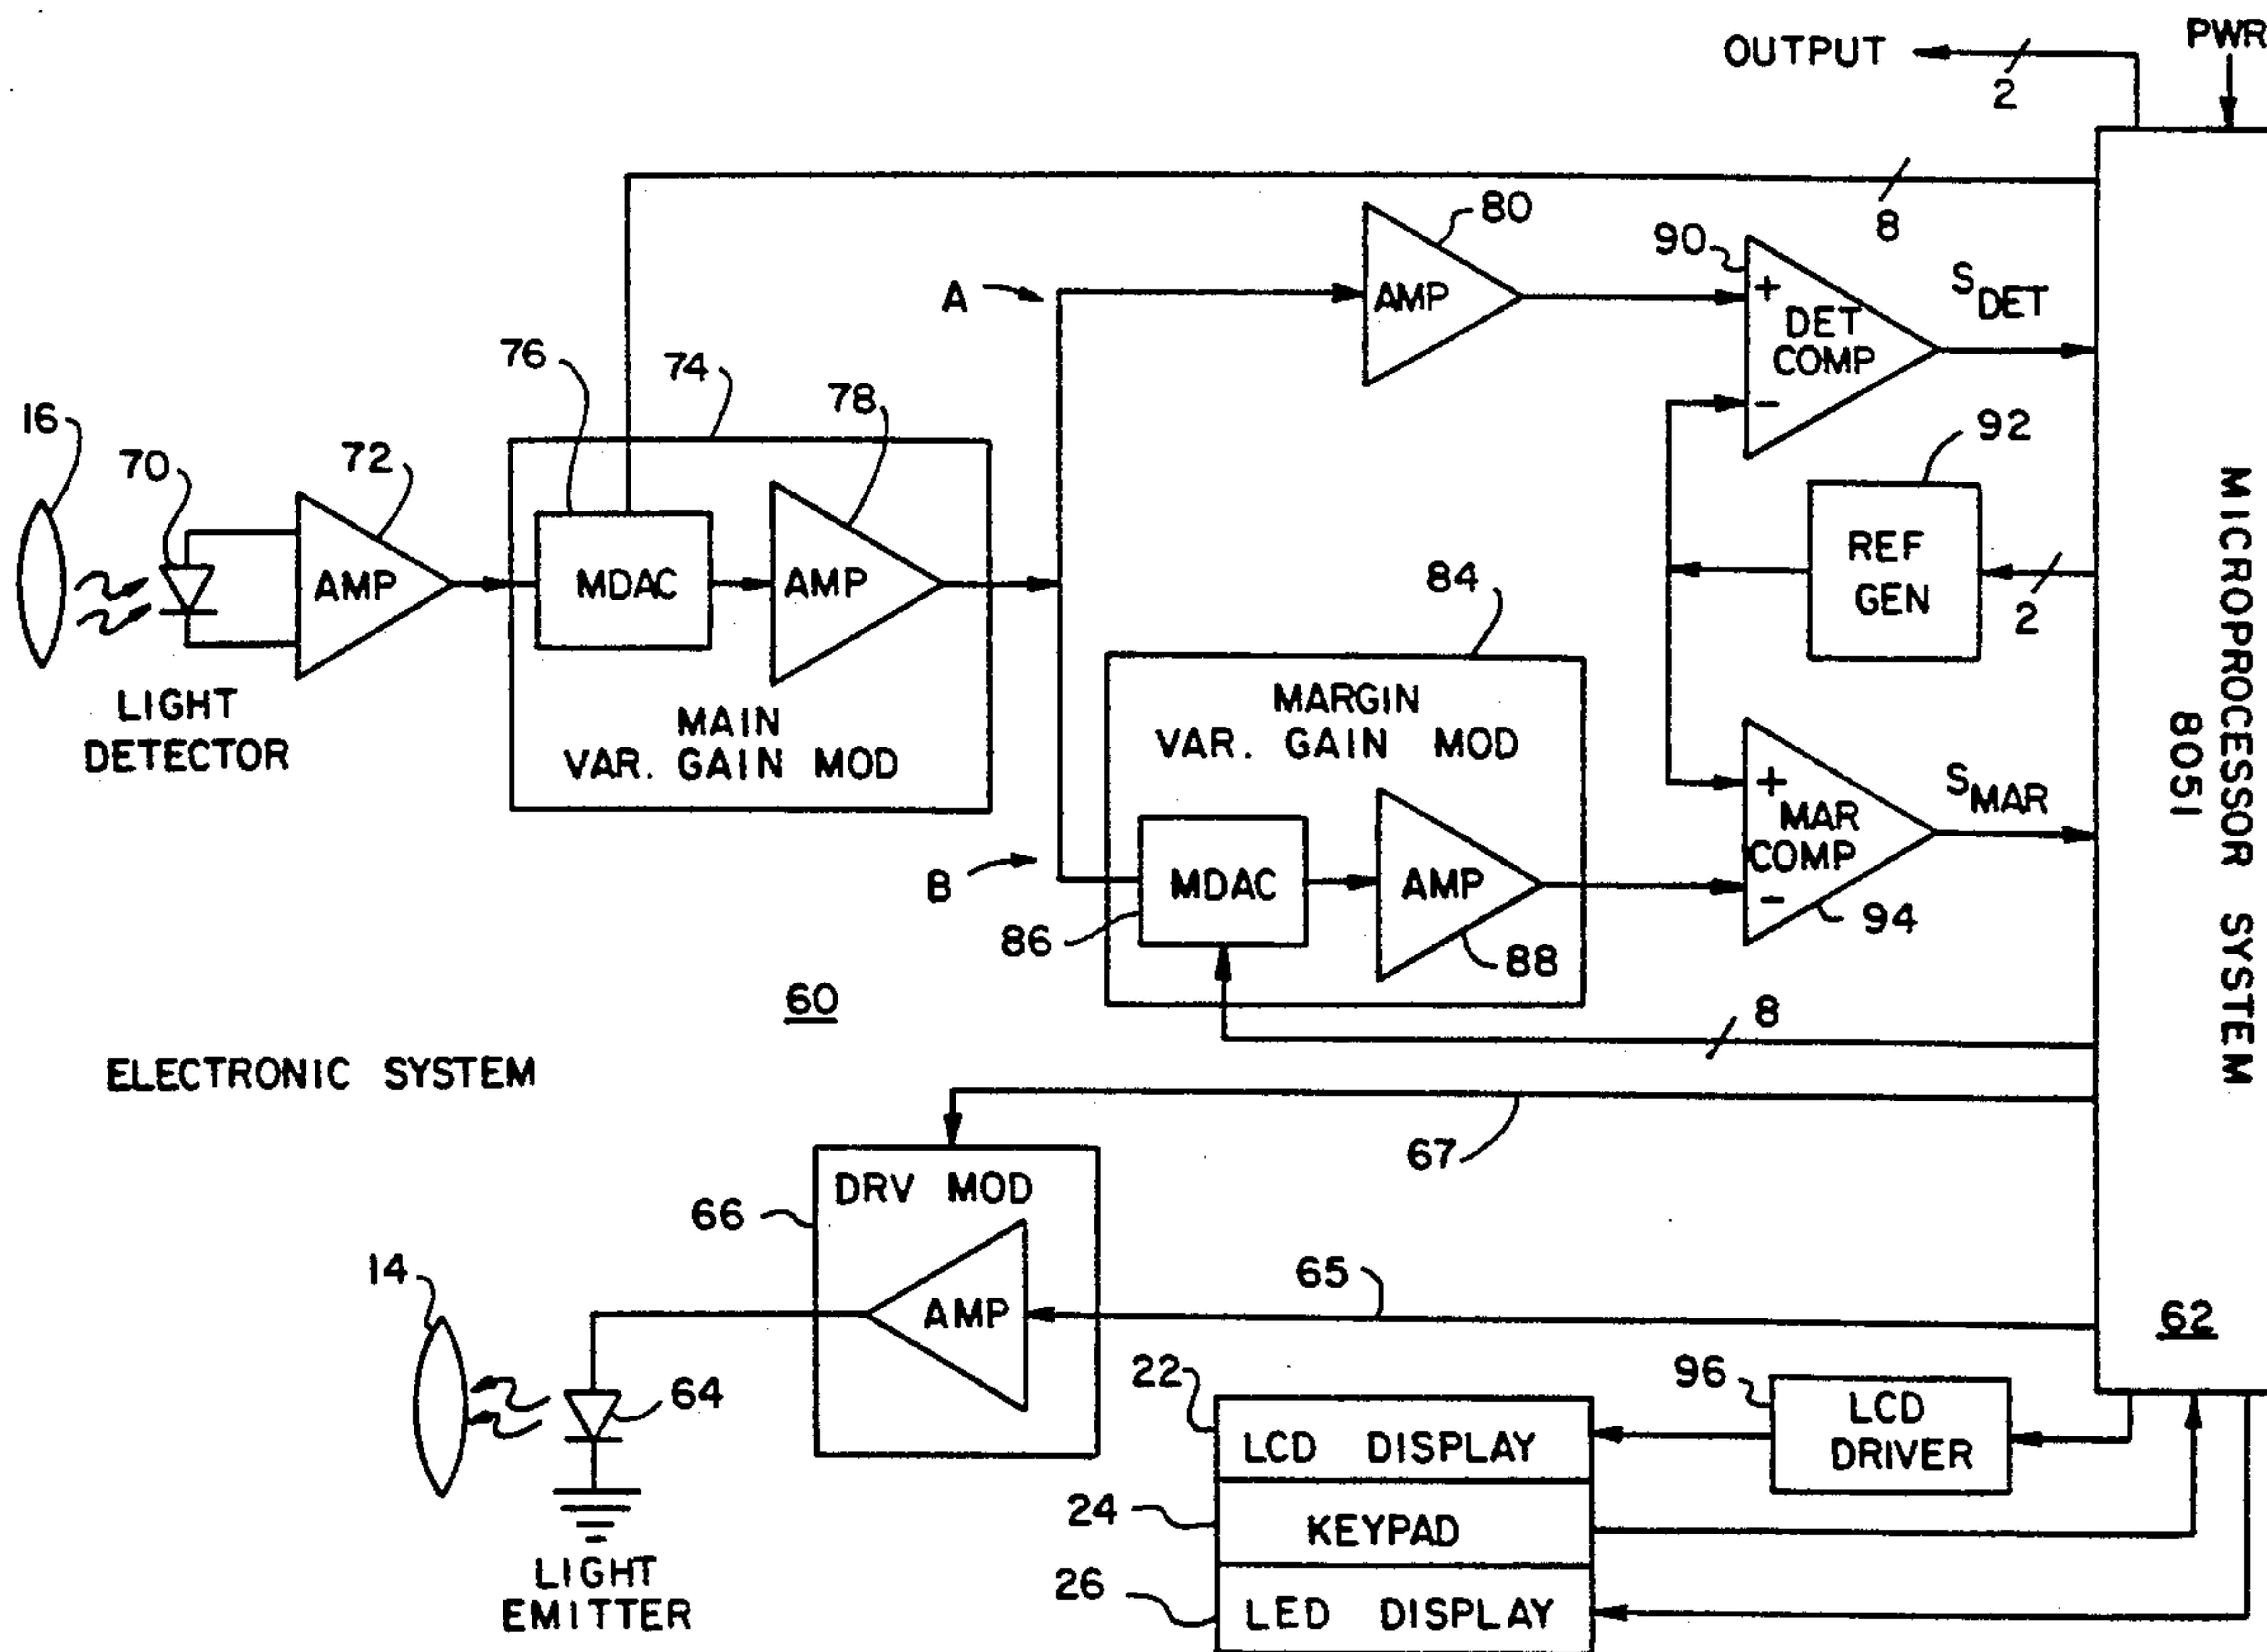 OUTPUT
2
PWR
8
80
90
+
DET
COMP
-
S DET
A
AMP
76
74
78
92
16
70
72
AMP
MDAC
AMP
REF
GEN
2
MICROPROCESSOR SYSTEM
8051
84
LIGHT
DETECTOR
MAIN
VAR. GAIN MOD
MARGIN
VAR. GAIN MOD
+
MAR
COMP
-
S MAR
94
B
MDAC
AMP
86
88
60
8
ELECTRONIC SYSTEM
67
DRV MOD
66
14
AMP
65
62
64
22
96
LCD
DRIVER
LCD DISPLAY
24
KEYPAD
26
LED DISPLAY
LIGHT
EMITTER